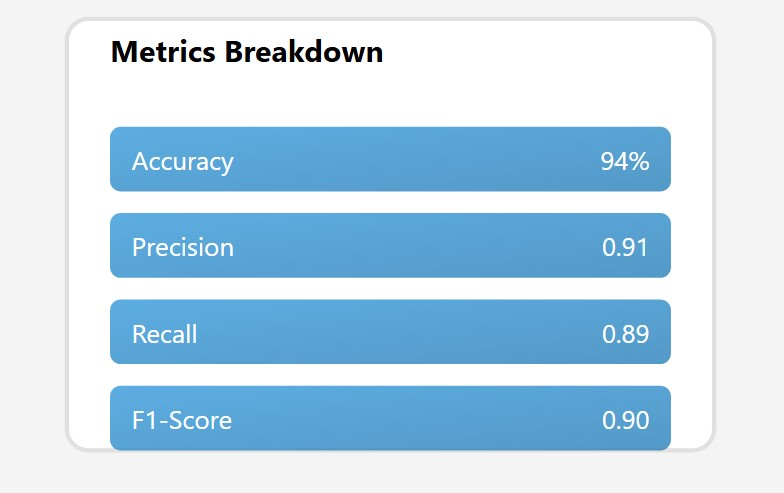 Metrics Breakdown
Accuracy 94%
Precision 0.91
Recall 0.89
F1-Score 0.90